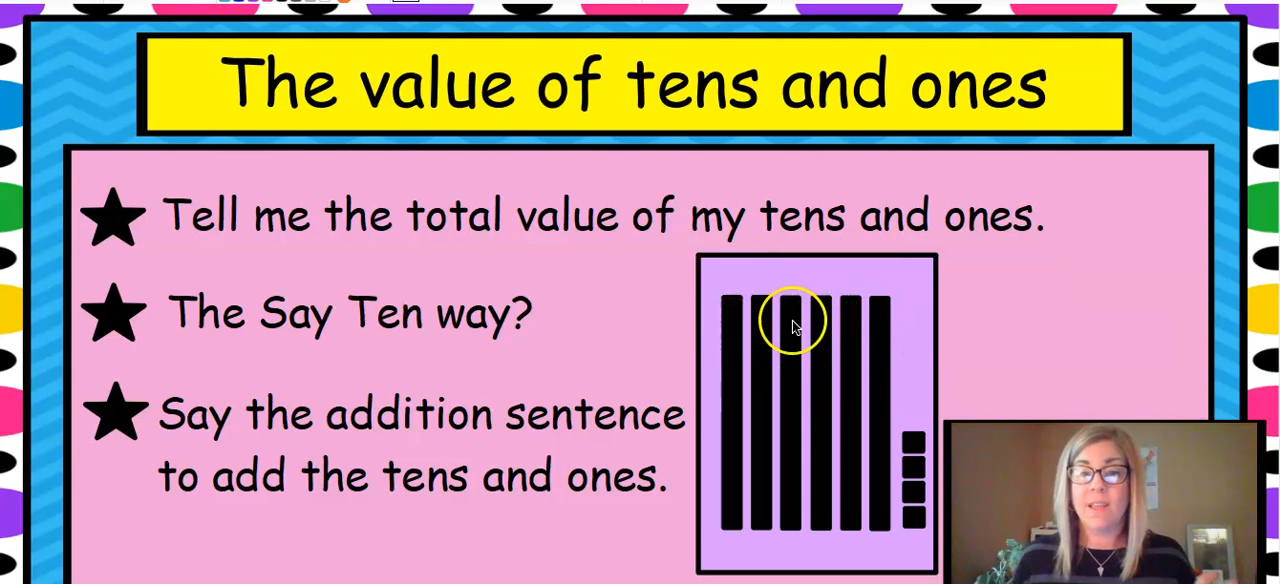 The value of tens and ones
Tell me the total value of my tens and ones.
The Say Ten way?
Say the addition sentence
to add the tens and ones.